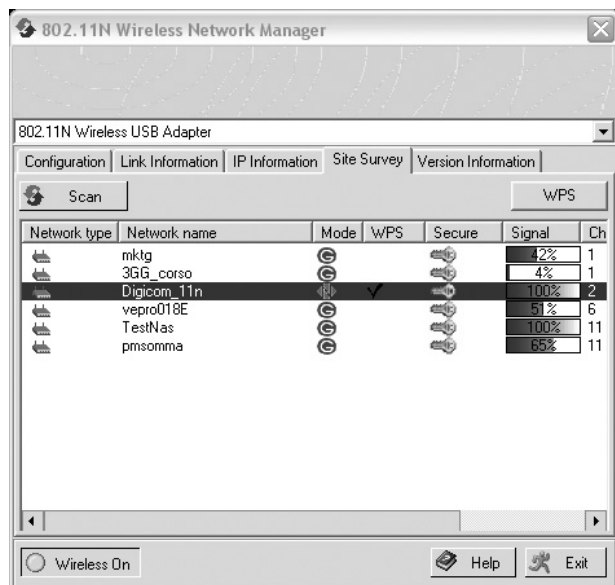 802.11N Wireless Network Manager
802.11N Wireless USB Adapter
Configuration Link Information IP Information Site Survey Version Information
Scan WPS
Network type Network name Mode WPS Secure Signal Ch
mktg G 42% 1
3GG_corso G 4% 1
Digicom_11n N 100% 2
vepro018E G 51% 6
TestNas G 100% 11
pmsomma G 65% 11
Wireless On Help Exit